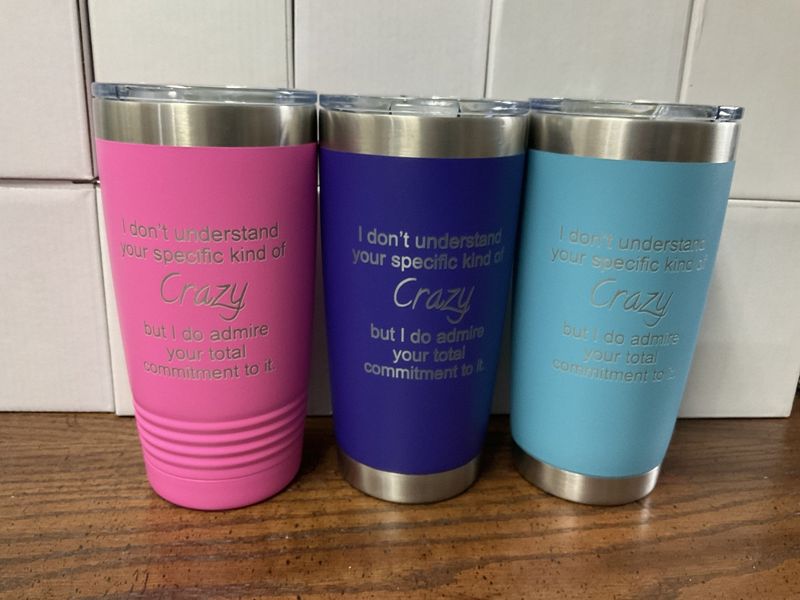 I don't understand
your specific kind of
Crazy
but I do admire
your total
commitment to it.
I don't understand
your specific kind of
Crazy
but I do admire
your total
commitment to it.
I don't understand
your specific kind of
Crazy
but I do admire
your total
commitment to it.